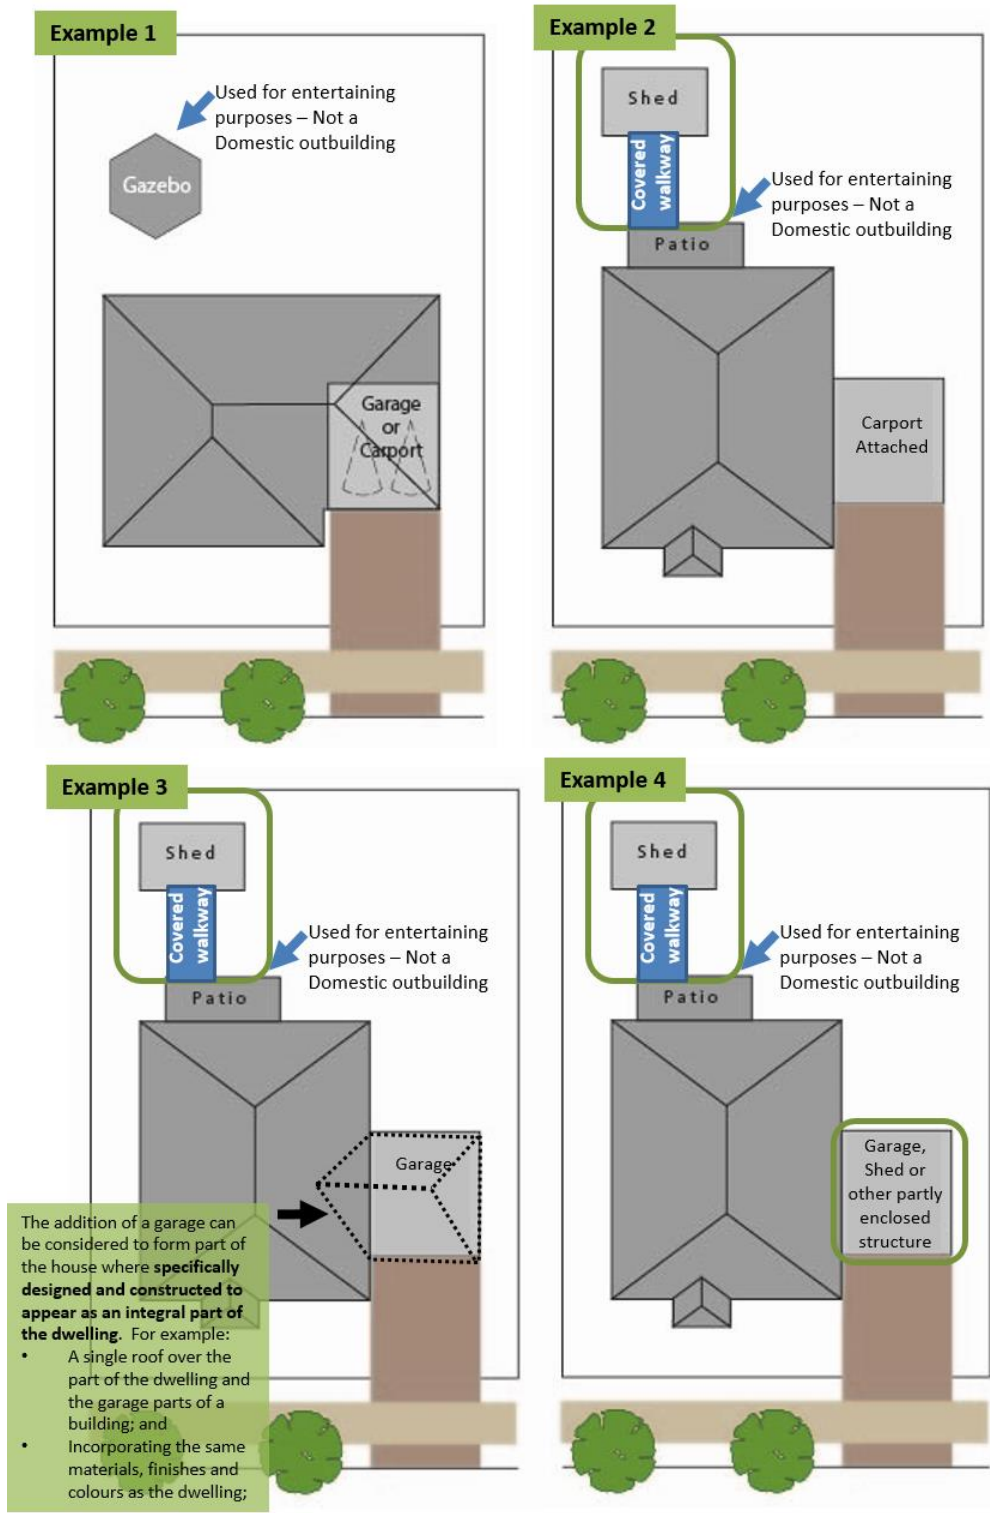 Example 1
Used for entertaining
purposes – Not a
Domestic outbuilding
Gazebo
Garage
or
Carport
Example 2
Shed
Covered
walkway
Used for entertaining
purposes – Not a
Domestic outbuilding
Patio
Carport
Attached
Example 3
Shed
Covered
walkway
Used for entertaining
purposes – Not a
Domestic outbuilding
Patio
Garage
The addition of a garage can
be considered to form part of
the house where specifically
designed and constructed to
appear as an integral part of
the dwelling. For example:
• A single roof over the
part of the dwelling and
the garage parts of a
building; and
• Incorporating the same
materials, finishes and
colours as the dwelling;
Example 4
Shed
Covered
walkway
Used for entertaining
purposes – Not a
Domestic outbuilding
Patio
Garage,
Shed or
other partly
enclosed
structure